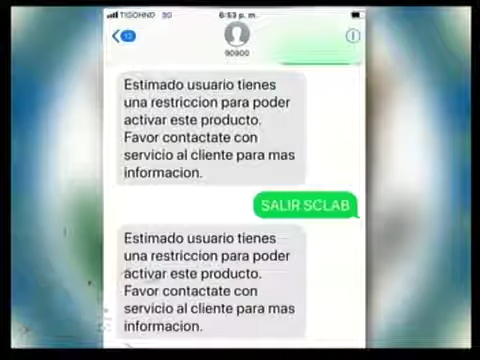 TIGOHND 3G 6:53 p. m.
12
90900
Estimado usuario tienes
una restriccion para poder
activar este producto.
Favor contactate con
servicio al cliente para mas
informacion.
SALIR SCLAB
Estimado usuario tienes
una restriccion para poder
activar este producto.
Favor contactate con
servicio al cliente para mas
informacion.